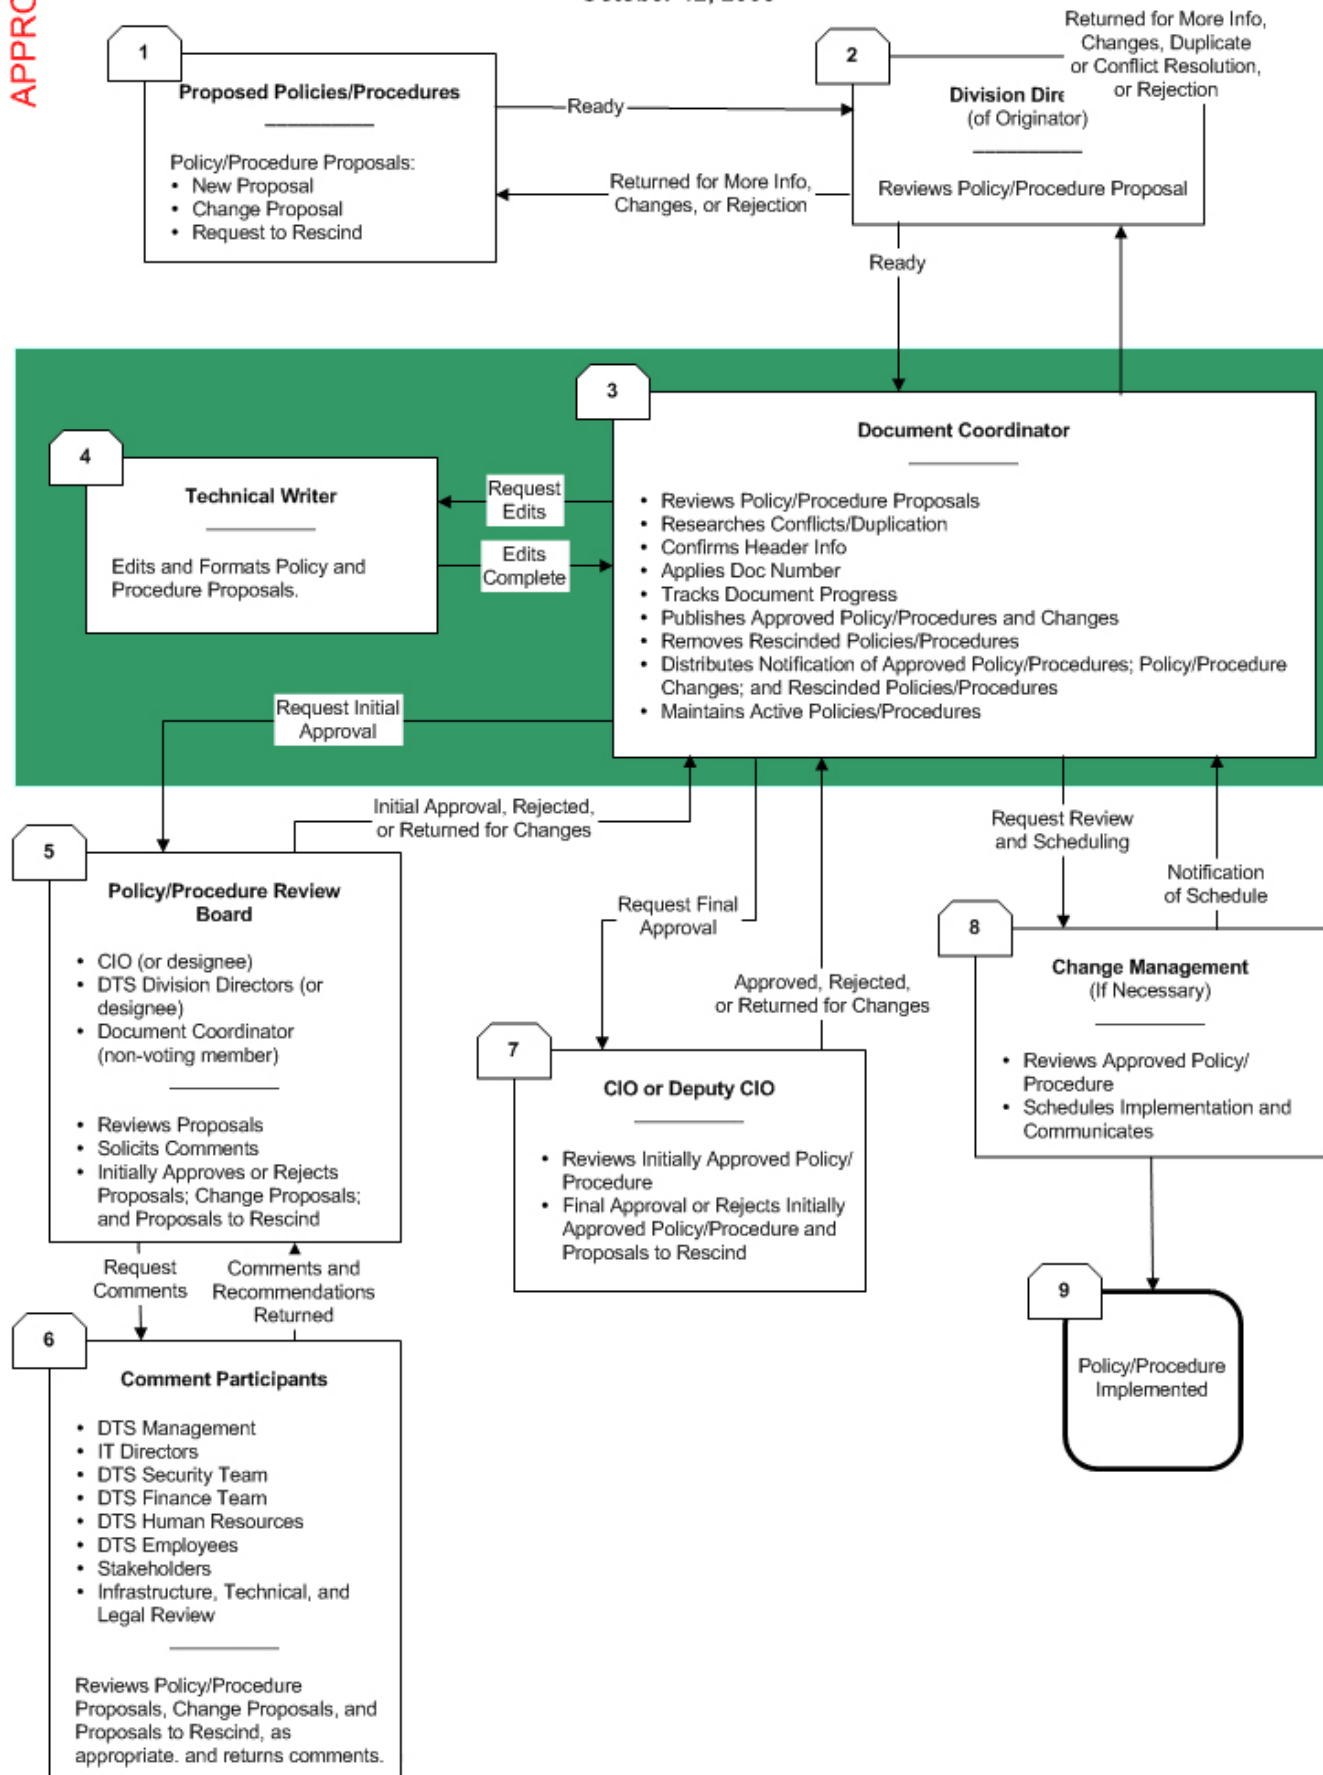 1
Proposed Policies/Procedures
Policy/Procedure Proposals:
• New Proposal
• Change Proposal
• Request to Rescind
Ready
Returned for More Info,
Changes, or Rejection
2
Division Dire
(of Originator)
Reviews Policy/Procedure Proposal
Returned for More Info,
Changes, Duplicate
or Conflict Resolution,
or Rejection
Ready
3
Document Coordinator
• Reviews Policy/Procedure Proposals
• Researches Conflicts/Duplication
• Confirms Header Info
• Applies Doc Number
• Tracks Document Progress
• Publishes Approved Policy/Procedures and Changes
• Removes Rescinded Policies/Procedures
• Distributes Notification of Approved Policy/Procedures; Policy/Procedure
Changes; and Rescinded Policies/Procedures
• Maintains Active Policies/Procedures
4
Technical Writer
Edits and Formats Policy and
Procedure Proposals.
Request
Edits
Edits
Complete
Request Initial
Approval
Initial Approval, Rejected,
or Returned for Changes
5
Policy/Procedure Review
Board
• CIO (or designee)
• DTS Division Directors (or
designee)
• Document Coordinator
(non-voting member)
• Reviews Proposals
• Solicits Comments
• Initially Approves or Rejects
Proposals; Change Proposals;
and Proposals to Rescind
Request
Comments
Comments and
Recommendations
Returned
6
Comment Participants
• DTS Management
• IT Directors
• DTS Security Team
• DTS Finance Team
• DTS Human Resources
• DTS Employees
• Stakeholders
• Infrastructure, Technical, and
Legal Review
Reviews Policy/Procedure
Proposals, Change Proposals, and
Proposals to Rescind, as
appropriate. and returns comments.
Request Final
Approval
Approved, Rejected,
or Returned for Changes
7
CIO or Deputy CIO
• Reviews Initially Approved Policy/
Procedure
• Final Approval or Rejects Initially
Approved Policy/Procedure and
Proposals to Rescind
Request Review
and Scheduling
Notification
of Schedule
8
Change Management
(If Necessary)
• Reviews Approved Policy/
Procedure
• Schedules Implementation and
Communicates
9
Policy/Procedure
Implemented